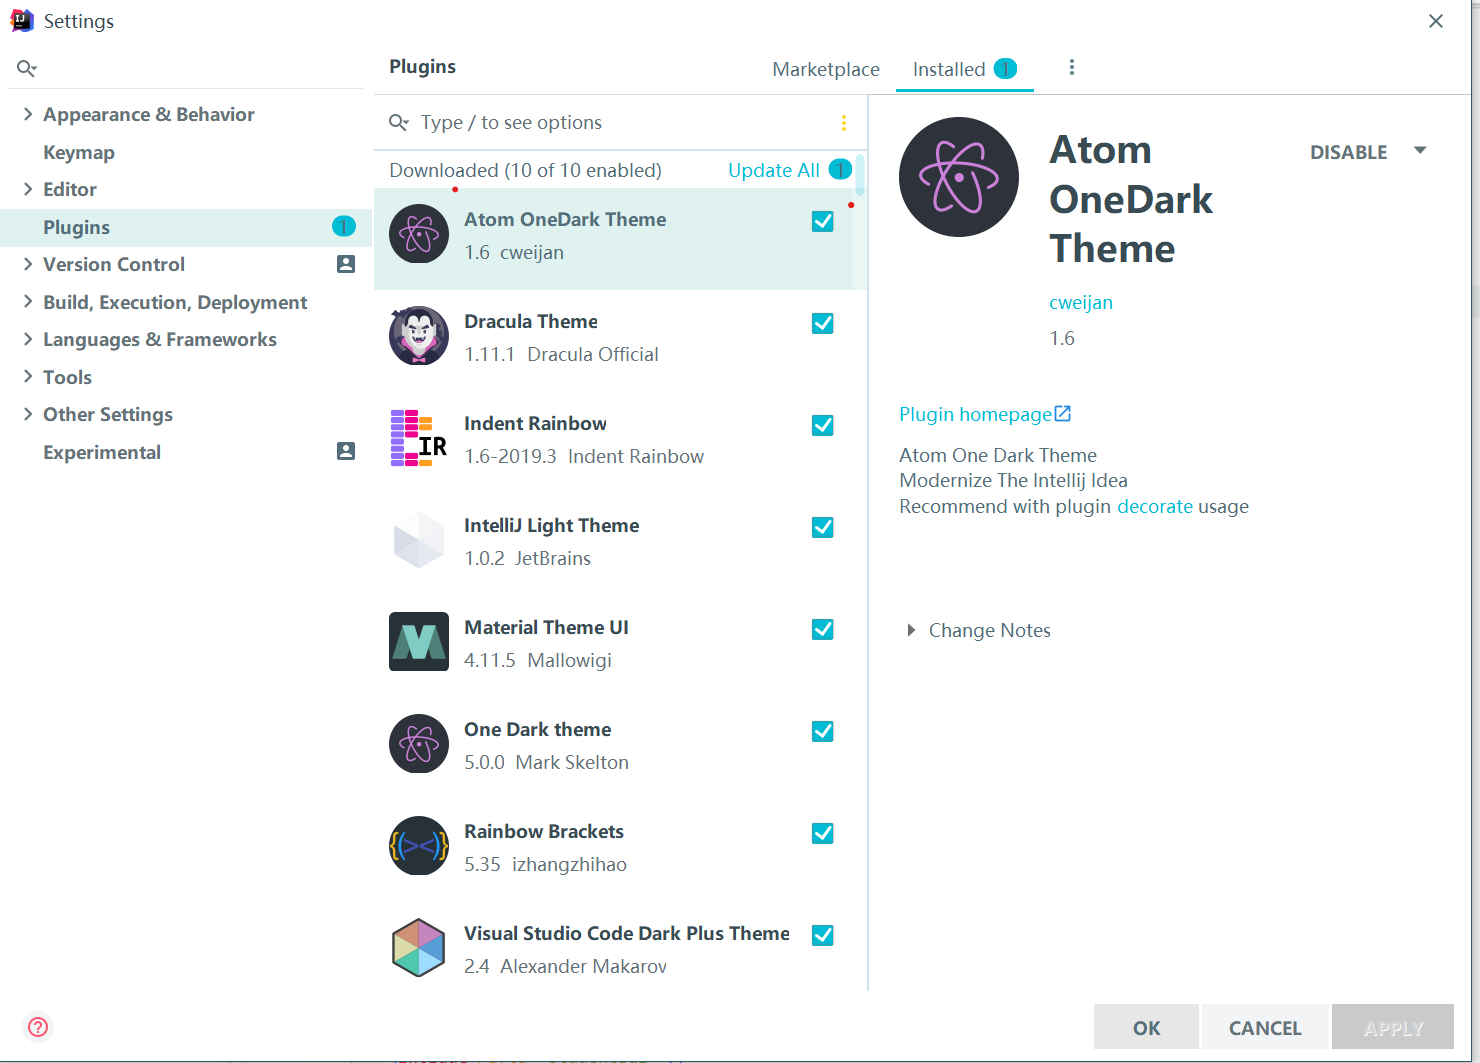 Settings
Plugins
Marketplace
Installed 1
Appearance & Behavior
Keymap
Editor
Plugins 1
Version Control
Build, Execution, Deployment
Languages & Frameworks
Tools
Other Settings
Experimental
Type / to see options
Downloaded (10 of 10 enabled) Update All 1
Atom OneDark Theme
1.6 cweijan
Dracula Theme
1.11.1 Dracula Official
IR
Indent Rainbow
1.6-2019.3 Indent Rainbow
IntelliJ Light Theme
1.0.2 JetBrains
Material Theme UI
4.11.5 Mallowigi
One Dark theme
5.0.0 Mark Skelton
Rainbow Brackets
5.35 izhangzhihao
Visual Studio Code Dark Plus Theme
2.4 Alexander Makarov
Atom
OneDark
Theme
DISABLE
cweijan
1.6
Plugin homepage
Atom One Dark Theme
Modernize The Intellij Idea
Recommend with plugin decorate usage
Change Notes
OK
CANCEL
APPLY